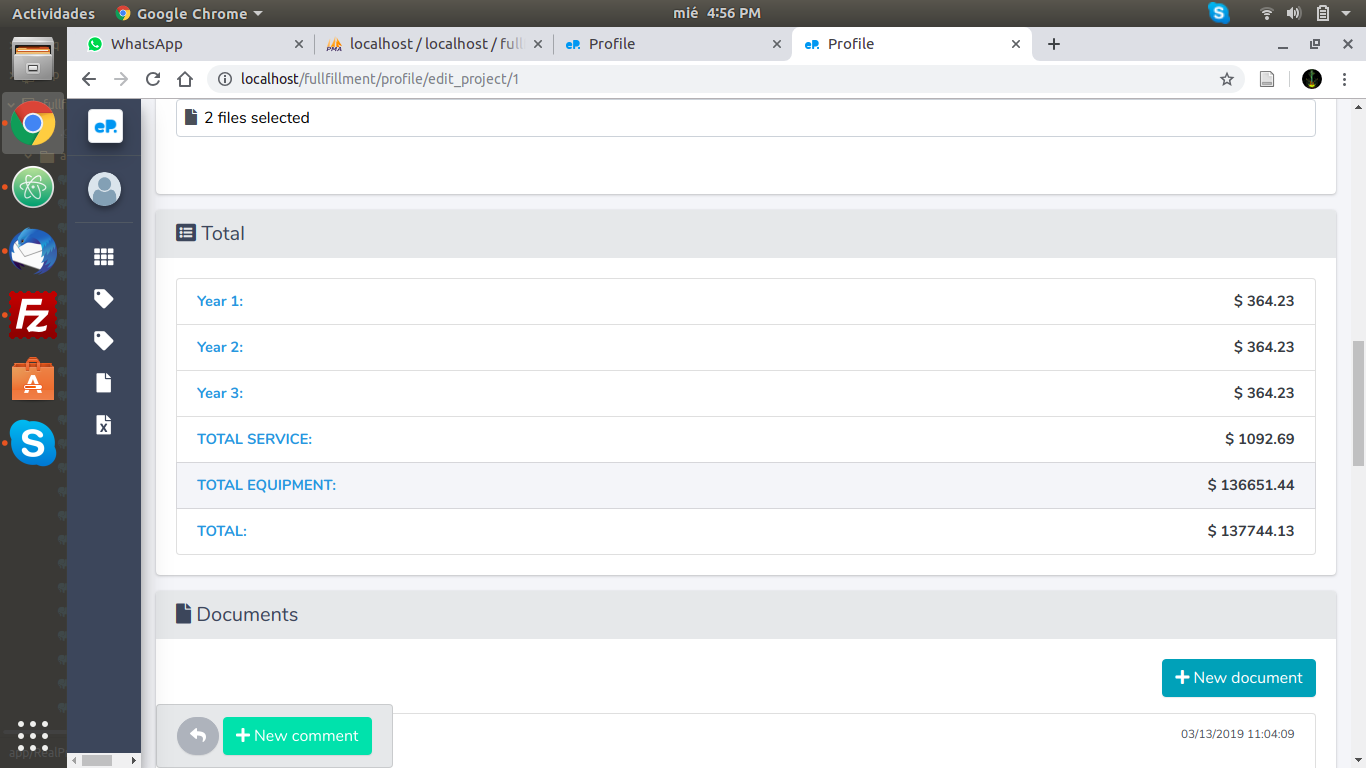 Actividades Google Chrome mié 4:56 PM
WhatsApp localhost / localhost / full Profile Profile
localhost/fullfillment/profile/edit_project/1
eP.
2 files selected
Total
Year 1: $ 364.23
Year 2: $ 364.23
Year 3: $ 364.23
TOTAL SERVICE: $ 1092.69
TOTAL EQUIPMENT: $ 136651.44
TOTAL: $ 137744.13
Documents
New document
New comment
03/13/2019 11:04:09